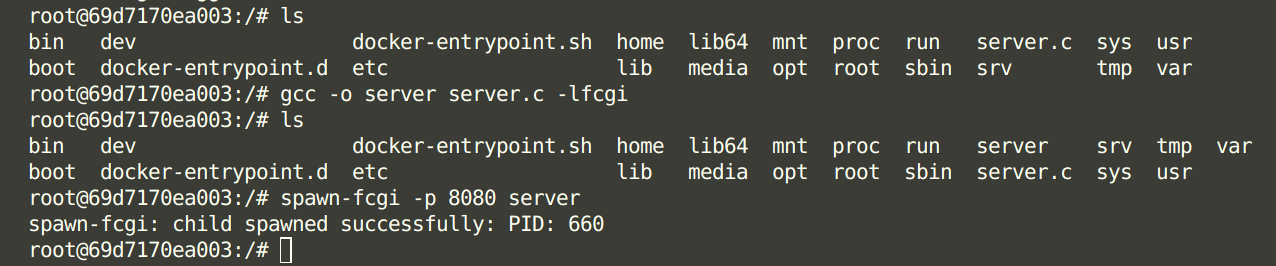 root@69d7170ea003:/# ls
bin   dev                  docker-entrypoint.sh  home  lib64  mnt  proc  run   server.c  sys  usr
boot  docker-entrypoint.d  etc                   lib   media  opt  root  sbin  srv       tmp  var
root@69d7170ea003:/# gcc -o server server.c -lfcgi
root@69d7170ea003:/# ls
bin   dev                  docker-entrypoint.sh  home  lib64  mnt  proc  run   server    srv  tmp  var
boot  docker-entrypoint.d  etc                   lib   media  opt  root  sbin  server.c  sys  usr
root@69d7170ea003:/# spawn-fcgi -p 8080 server
spawn-fcgi: child spawned successfully: PID: 660
root@69d7170ea003:/#